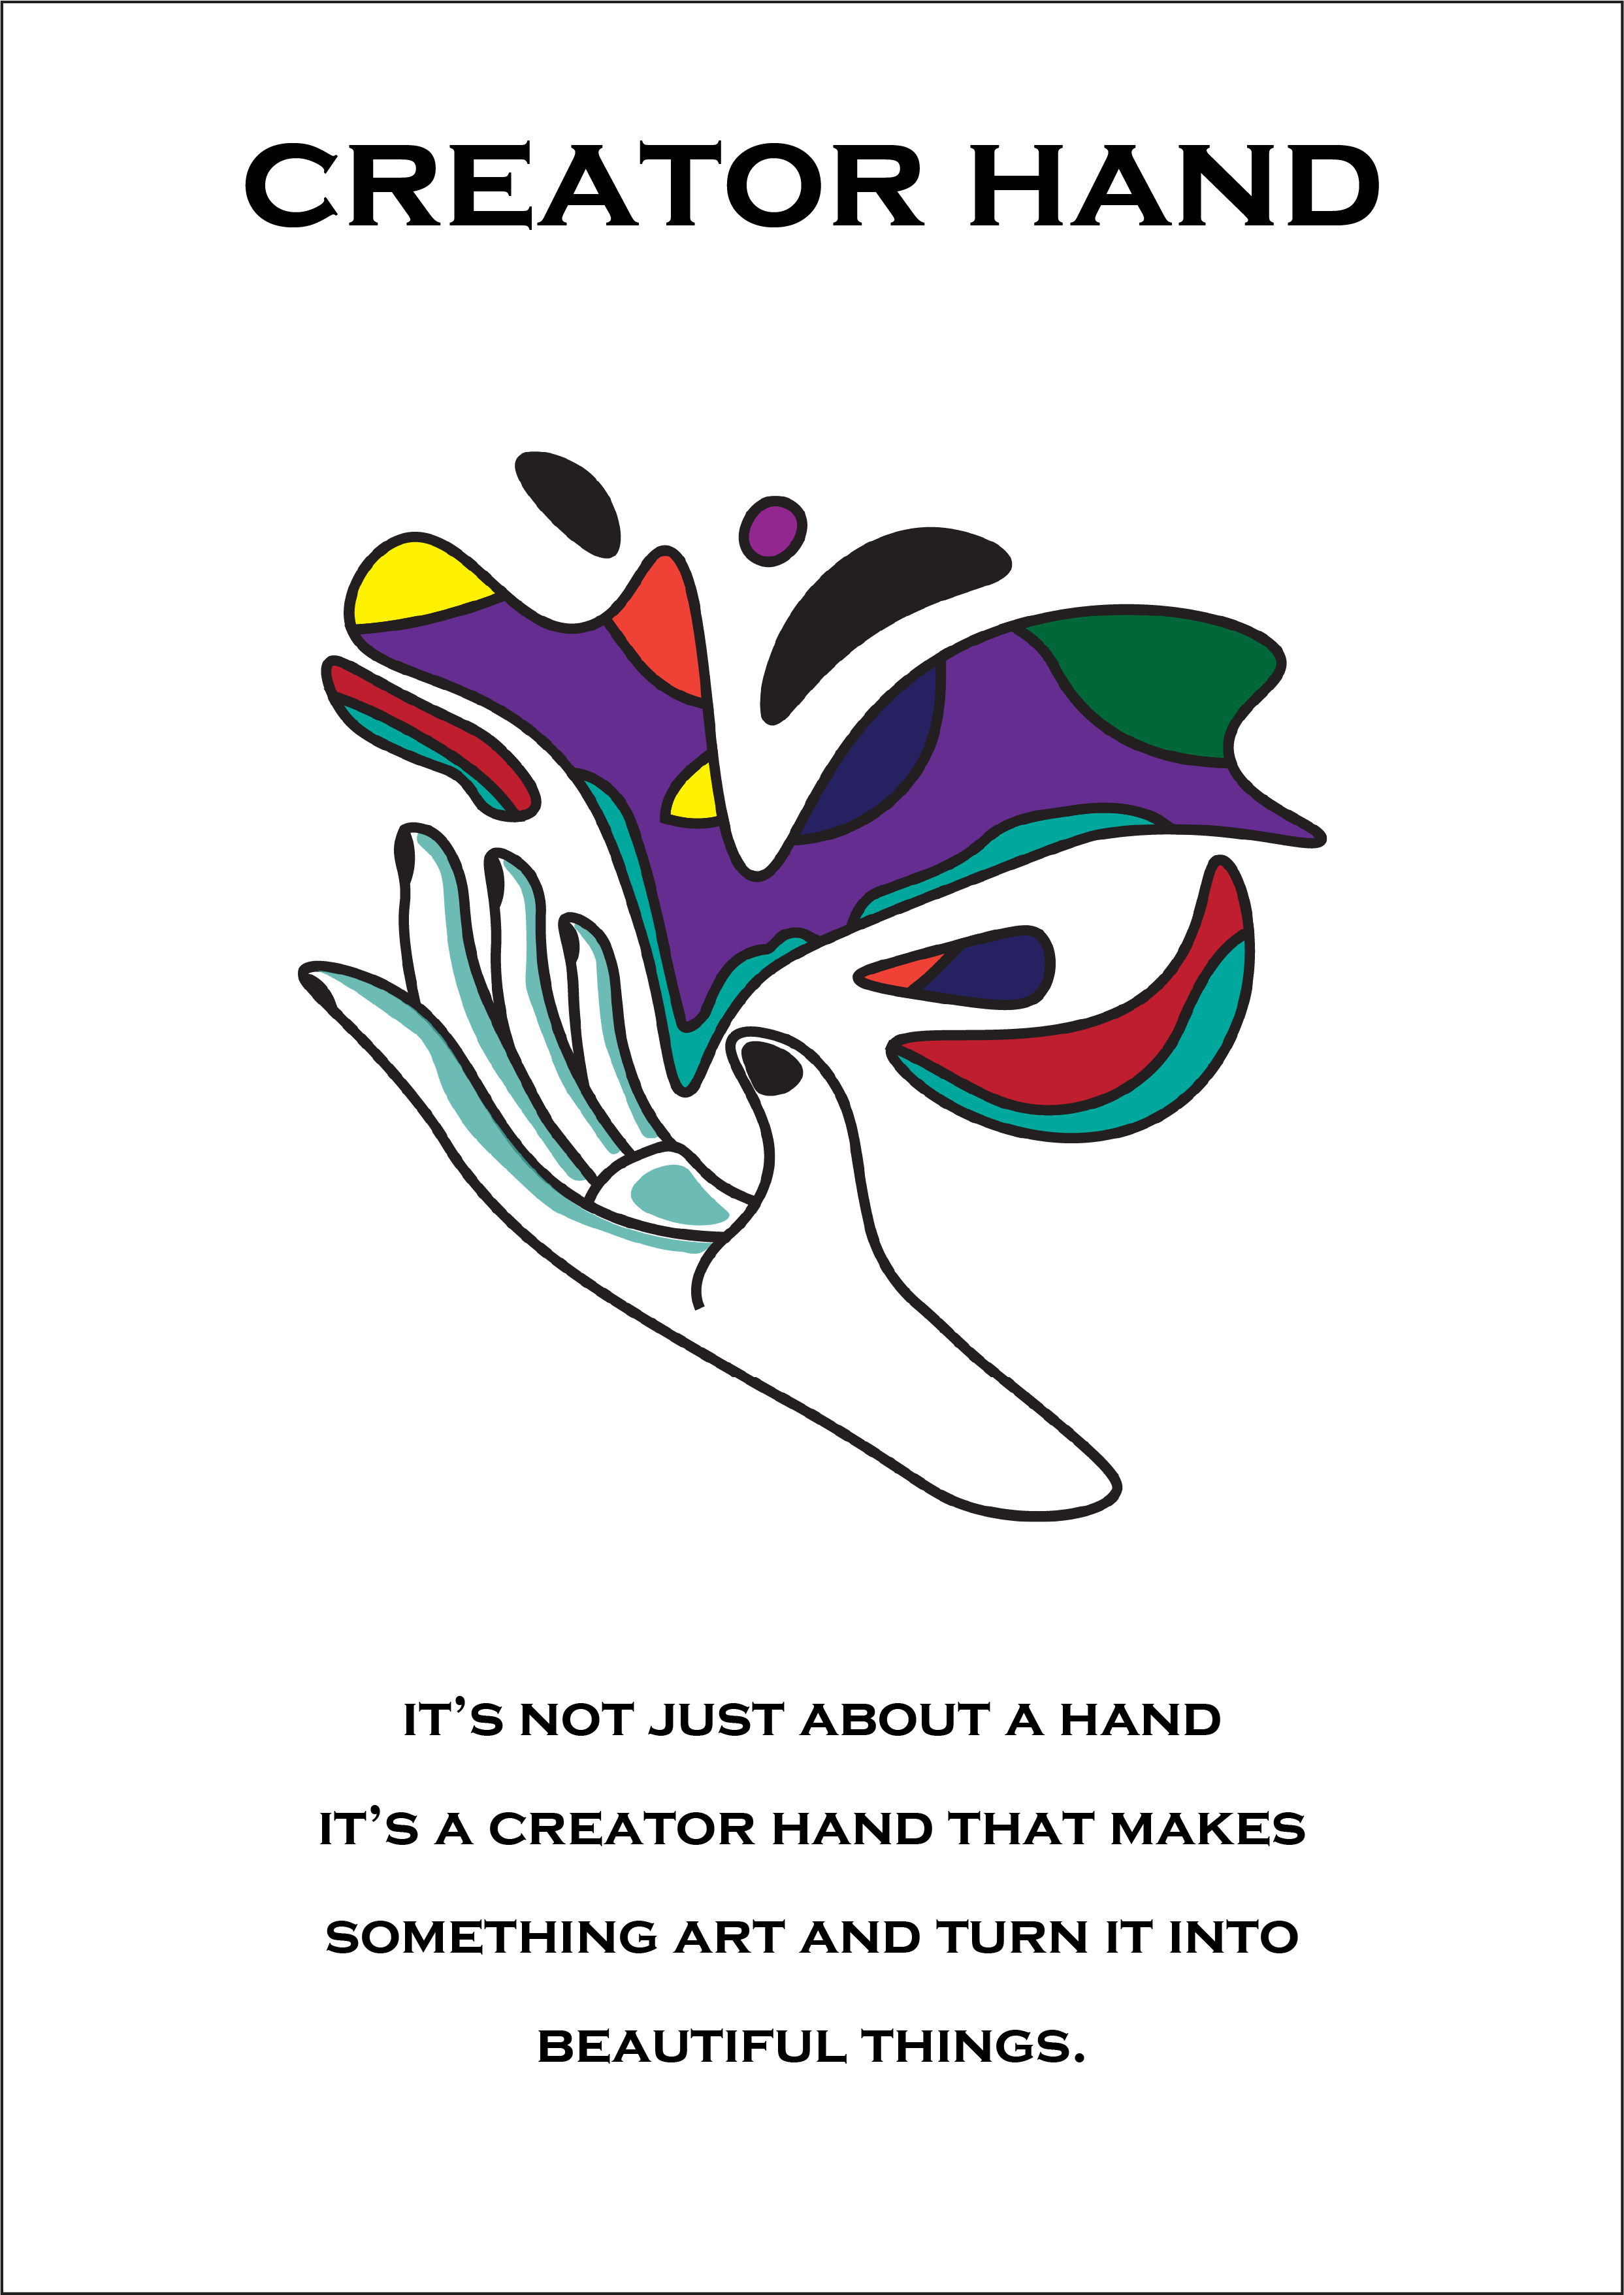 CREATOR HAND
IT’S NOT JUST ABOUT A HAND
IT’S A CREATOR HAND THAT MAKES
SOMETHING ART AND TURN IT INTO
BEAUTIFUL THINGS.